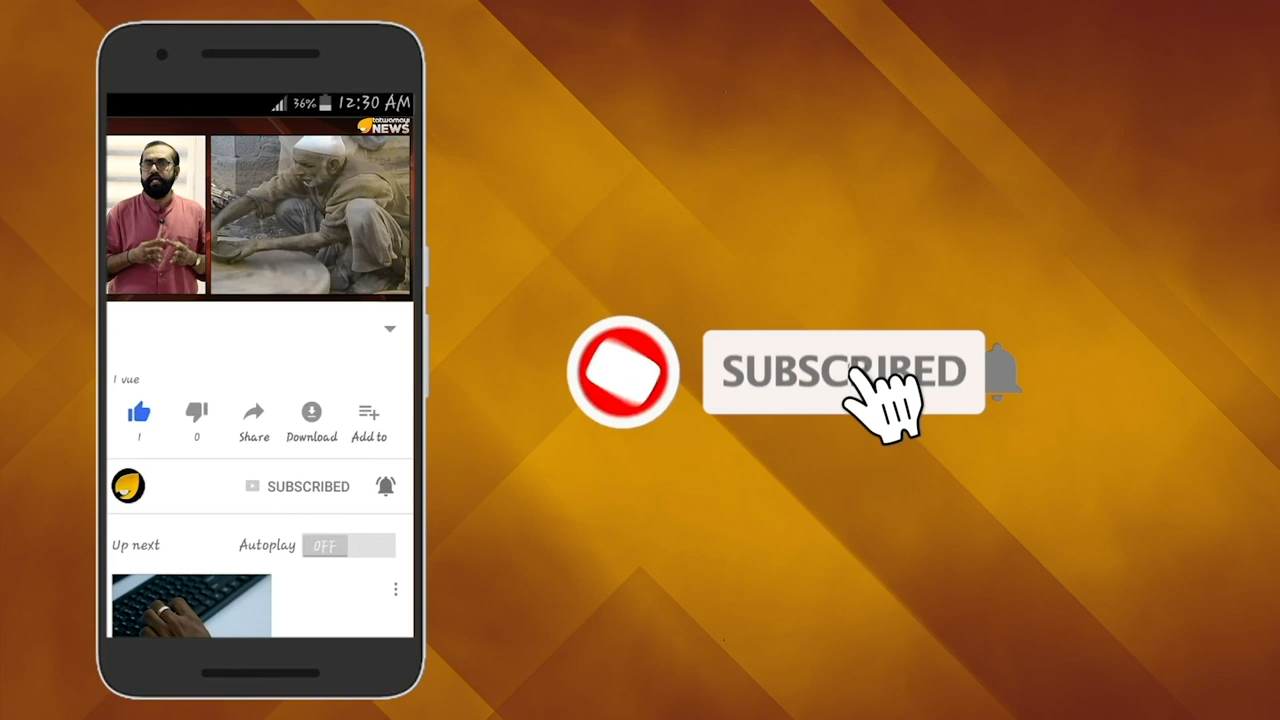 36% 12:30 AM
tatwamayi
NEWS
1 vue
1
0
Share
Download
Add to
SUBSCRIBED
Up next
Autoplay
OFF
SUBSCRIBED